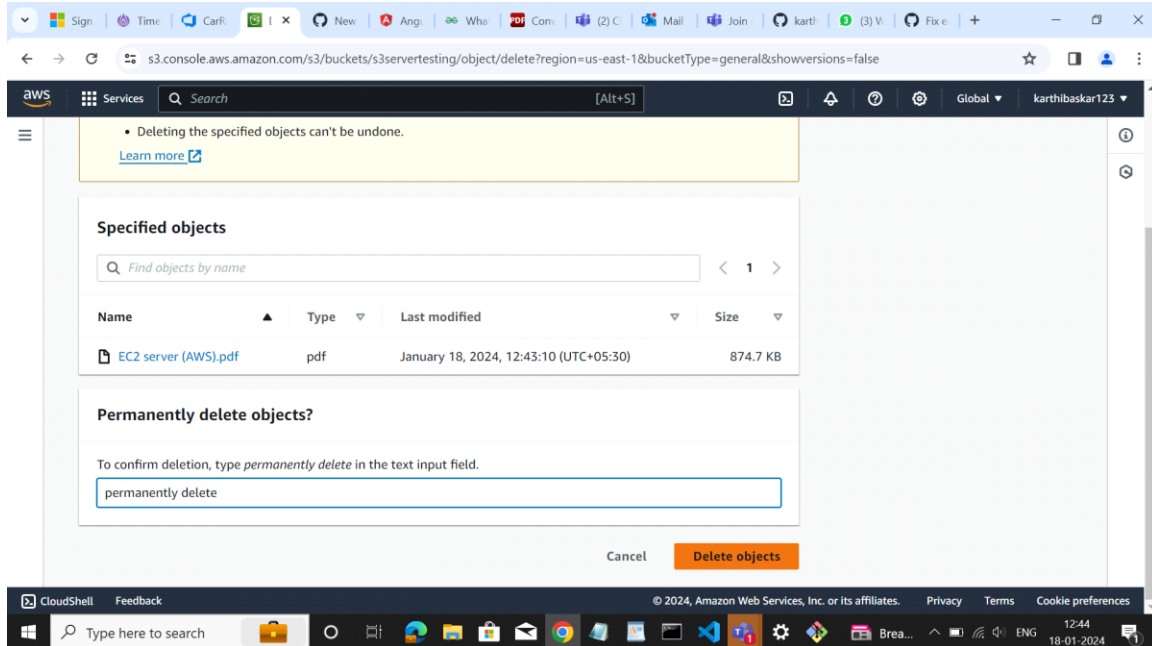 Sign
Time
CarR
New
Angu
Wha
Conv
(2) C
Mail
Join
karth
(3) W
Fix e
s3.console.aws.amazon.com/s3/buckets/s3servertesting/object/delete?region=us-east-1&bucketType=general&showversions=false
aws
Services
Search
[Alt+S]
Global
karthibaskar123
• Deleting the specified objects can't be undone.
Learn more
Specified objects
Find objects by name
1
Name Type Last modified Size
EC2 server (AWS).pdf pdf January 18, 2024, 12:43:10 (UTC+05:30) 874.7 KB
Permanently delete objects?
To confirm deletion, type permanently delete in the text input field.
permanently delete
Cancel Delete objects
CloudShell Feedback © 2024, Amazon Web Services, Inc. or its affiliates. Privacy Terms Cookie preferences
Type here to search
Brea...
ENG
12:44
18-01-2024